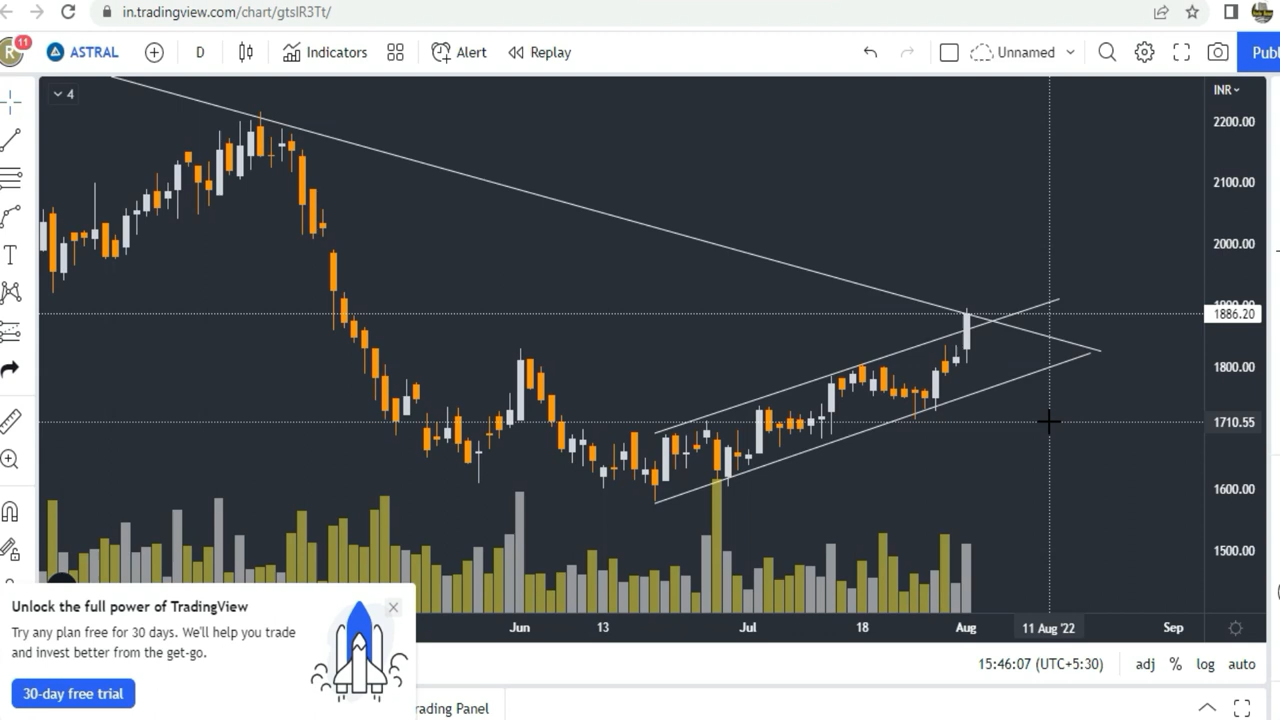 in.tradingview.com/chart/gtsIR3Tt/
R 11 ASTRAL D Indicators Alert Replay Unnamed Publ
4 INR
2200.00
2100.00
2000.00
1900.00
1886.20
1800.00
1710.55
1600.00
1500.00
Jun 13 Jul 18 Aug 11 Aug '22 Sep
Unlock the full power of TradingView
Try any plan free for 30 days. We'll help you trade
and invest better from the get-go.
30-day free trial
15:46:07 (UTC+5:30) adj % log auto
rading Panel